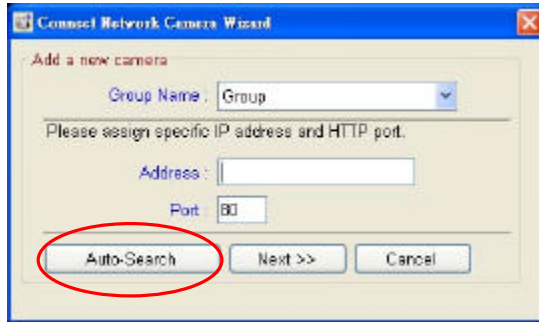 Connect Network Camera Wizard
Add a new camera
Group Name : Group
Please assign specific IP address and HTTP port.
Address :
Port : 80
Auto-Search Next >> Cancel